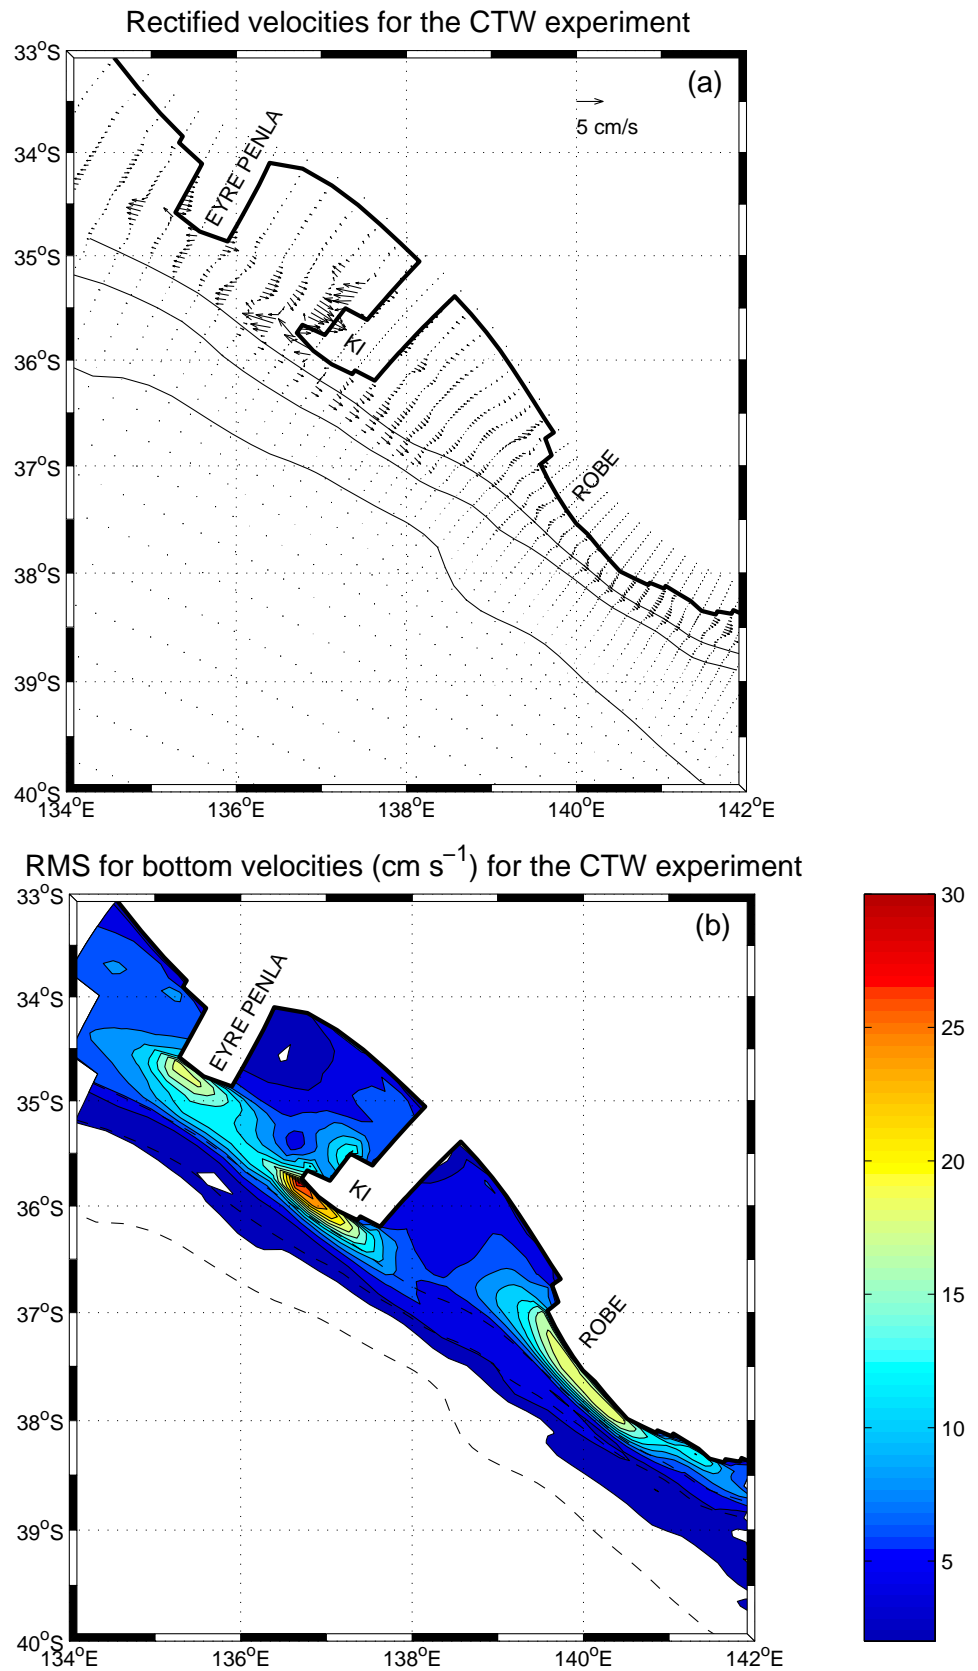 Rectified velocities for the CTW experiment
33°S
(a)
5 cm/s
34°S
EYRE PENLA
35°S
KI
36°S
37°S
ROBE
38°S
39°S
40°S
134°E 136°E 138°E 140°E 142°E
RMS for bottom velocities (cm s⁻¹) for the CTW experiment
33°S
30
(b)
34°S
EYRE PENLA
25
35°S
20
KI
36°S
15
37°S
ROBE
38°S
10
39°S
5
40°S
134°E 136°E 138°E 140°E 142°E